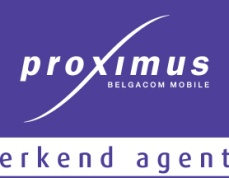 proximus
BELGACOM MOBILE
erkend agent